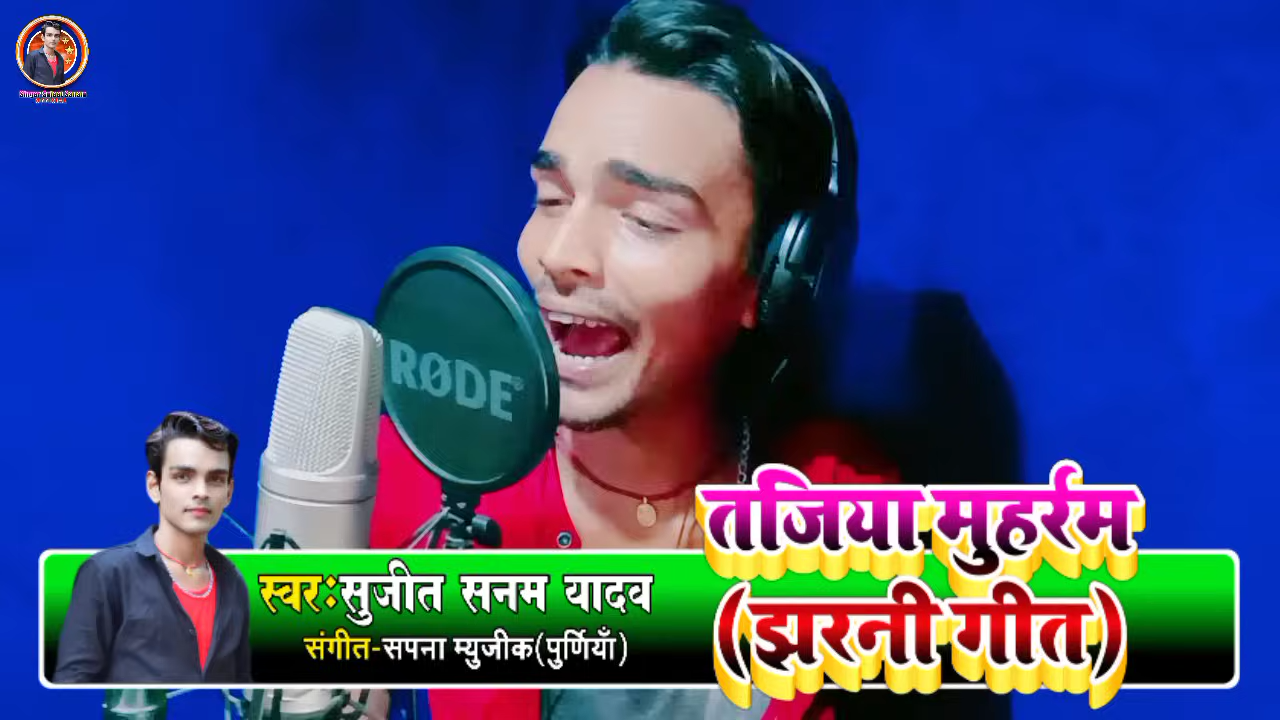 RØDE®
तजिया मुहर्रम
(झरनी गीत)
स्वरः सुजीत सनम यादव
संगीत-सपना म्युजीक(पुर्णियाँ)